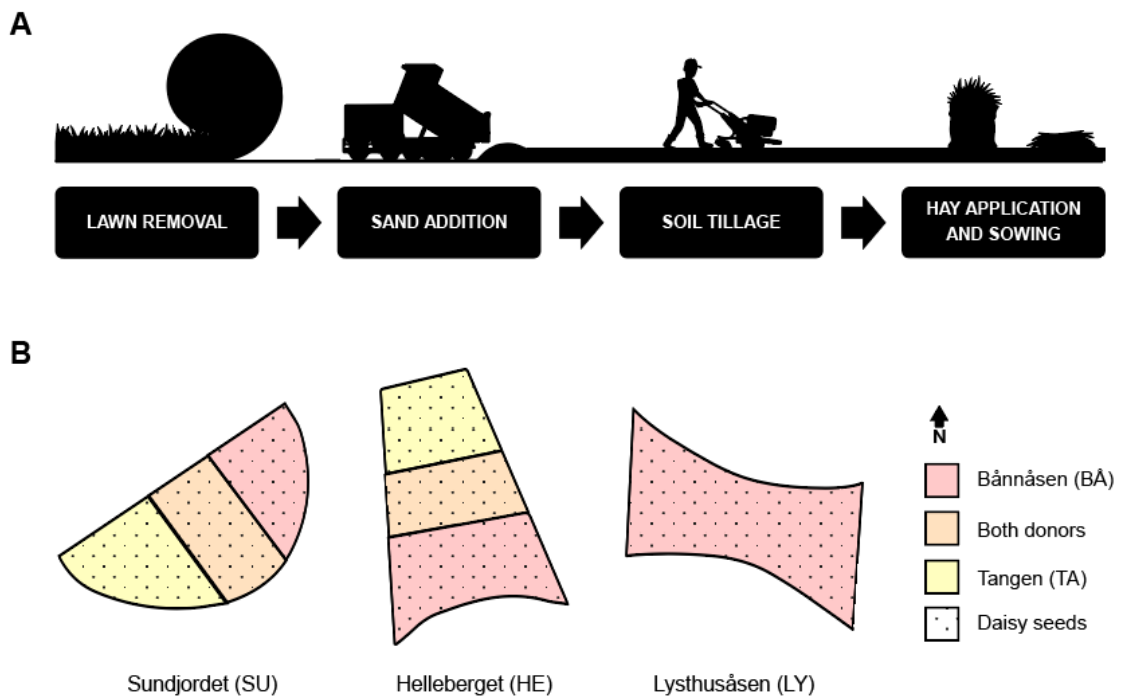 A
LAWN REMOVAL
SAND ADDITION
SOIL TILLAGE
HAY APPLICATION
AND SOWING
B
N
Bånnåsen (BÅ)
Both donors
Tangen (TA)
Daisy seeds
Sundjordet (SU)
Helleberget (HE)
Lysthusåsen (LY)